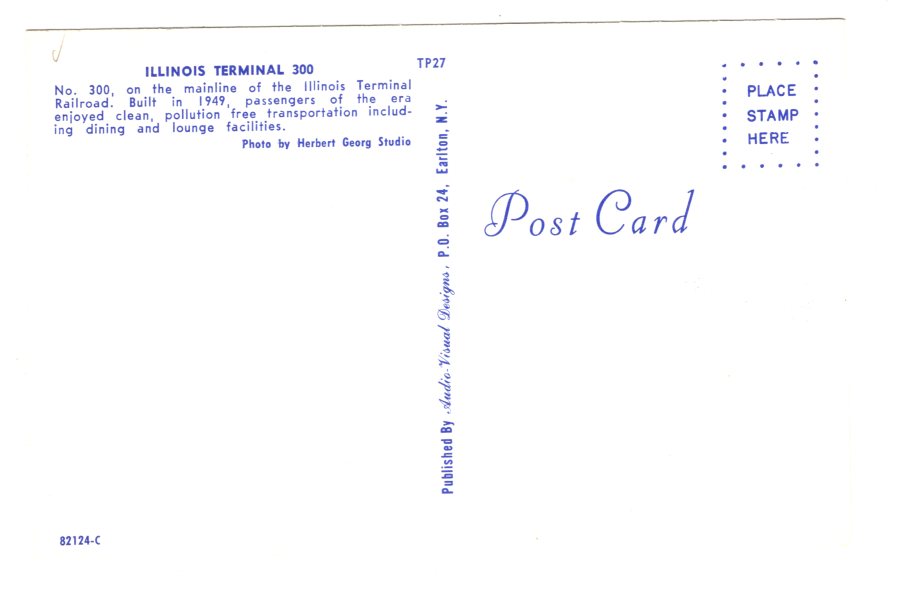 ILLINOIS TERMINAL 300
No. 300, on the mainline of the Illinois Terminal
Railroad. Built in 1949, passengers of the era
enjoyed clean, pollution free transportation includ-
ing dining and lounge facilities.
Photo by Herbert Georg Studio
TP27
Published By Audio-Visual Designs, P.O. Box 24, Earlton, N.Y.
PLACE
STAMP
HERE
Post Card
82124-C